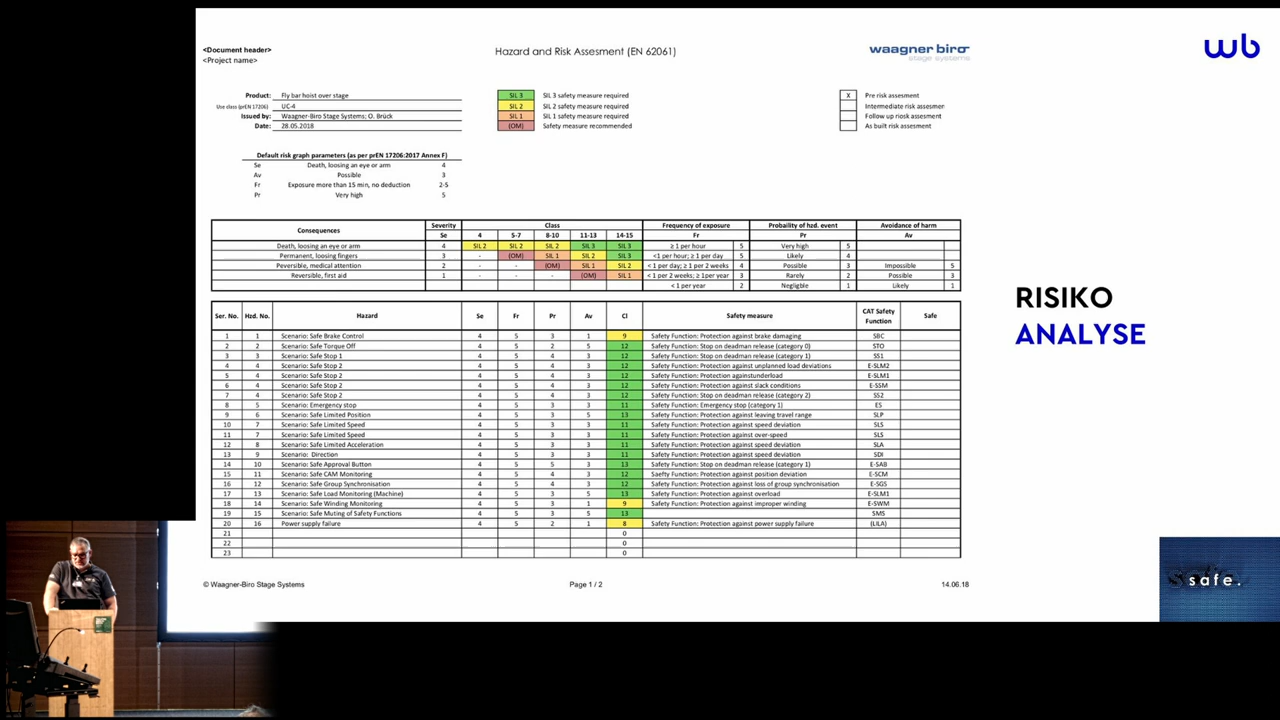 <Document header>
<Project name>
Hazard and Risk Assesment (EN 62061)
waagner biro
stage systems
wb
Product: Fly bar hoist over stage
Use class (prEN 17206) UC-4
Issued by: Waagner-Biro Stage Systems; O. Brück
Date: 28.05.2018
SIL 3 SIL 3 safety measure required
SIL 2 SIL 2 safety measure required
SIL 1 SIL 1 safety measure required
(OM) Safety measure recommended
X Pre risk assesment
Intermediate risk assesmen
Follow up riosk assesment
As built risk assesment
Default risk graph parameters (as per prEN 17206:2017 Annex F)
Se Death, loosing an eye or arm 4
Av Possible 3
Fr Exposure more than 15 min, no deduction 2-5
Pr Very high 5
Consequences Severity Class Frequency of exposure Probaility of hzd. event Avoidance of harm
Se 4 5-7 8-10 11-13 14-15 Fr Pr Av
Death, loosing an eye or arm 4 SIL 2 SIL 2 SIL 2 SIL 3 SIL 3 ≥ 1 per hour 5 Very high 5
Permanent, loosing fingers 3 - (OM) SIL 1 SIL 2 SIL 3 <1 per hour; ≥ 1 per day 5 Likely 4
Peversible, medical attention 2 - - (OM) SIL 1 SIL 2 < 1 per day; ≥ 1 per 2 weeks 4 Possible 3 Impossible 5
Reversible, first aid 1 - - - (OM) SIL 1 < 1 per 2 weeks; ≥ 1per year 3 Rarely 2 Possible 3
< 1 per year 2 Negligble 1 Likely 1
Ser. No. Hzd. No. Hazard Se Fr Pr Av Cl Safety measure CAT Safety Function Safe
1 1 Scenario: Safe Brake Control 4 5 3 1 9 Safety Function: Protection against brake damaging SBC
2 2 Scenario: Safe Torque Off 4 5 2 5 12 Safety Function: Stop on deadman release (category 0) STO
3 3 Scenario: Safe Stop 1 4 5 4 3 12 Safety Function: Stop on deadman release (category 1) SS1
4 4 Scenario: Safe Stop 2 4 5 4 3 12 Safety Function: Protection against unplanned load deviations E-SLM2
5 4 Scenario: Safe Stop 2 4 5 4 3 12 Safety Function: Protection againstunderload E-SLM1
6 4 Scenario: Safe Stop 2 4 5 4 3 12 Safety Function: Protection against slack conditions E-SSM
7 4 Scenario: Safe Stop 2 4 5 4 3 12 Safety Function: Stop on deadman release (category 2) SS2
8 5 Scenario: Emergency stop 4 5 3 3 11 Safety Function: Emergency stop (category 1) ES
9 6 Scenario: Safe Limited Position 4 5 3 5 13 Safety Function: Protection against leaving travel range SLP
10 7 Scenario: Safe Limited Speed 4 5 3 3 11 Safety Function: Protection against speed deviation SLS
11 7 Scenario: Safe Limited Speed 4 5 3 3 11 Safety Function: Protection against over-speed SLS
12 8 Scenario: Safe Limited Acceleration 4 5 3 3 11 Safety Function: Protection against speed deviation SLA
13 9 Scenario: Direction 4 5 3 3 11 Safety Function: Protection against speed deviation SDI
14 10 Scenario: Safe Approval Button 4 5 5 3 13 Safety Function: Stop on deadman release (category 1) E-SAB
15 11 Scenario: Safe CAM Monitoring 4 5 4 3 12 Saefty Function: Protection against position deviation E-SCM
16 12 Scenario: Safe Group Synchronisation 4 5 4 3 12 Safety Function: Protection against loss of group synchronisation E-SGS
17 13 Scenario: Safe Load Monitoring (Machine) 4 5 3 5 13 Safety Function: Protection against overload E-SLM1
18 14 Scenario: Safe Winding Monitoring 4 5 3 1 9 Safety Function: Protection against improper winding E-SWM
19 15 Scenario: Safe Muting of Safety Functions 4 5 3 5 13 SMS
20 16 Power supply failure 4 5 2 1 8 Safety Function: Protection against power supply failure (LILA)
21 0
22 0
23 0
© Waagner-Biro Stage Systems
Page 1 / 2
14.06.18
RISIKO
ANALYSE
safe.